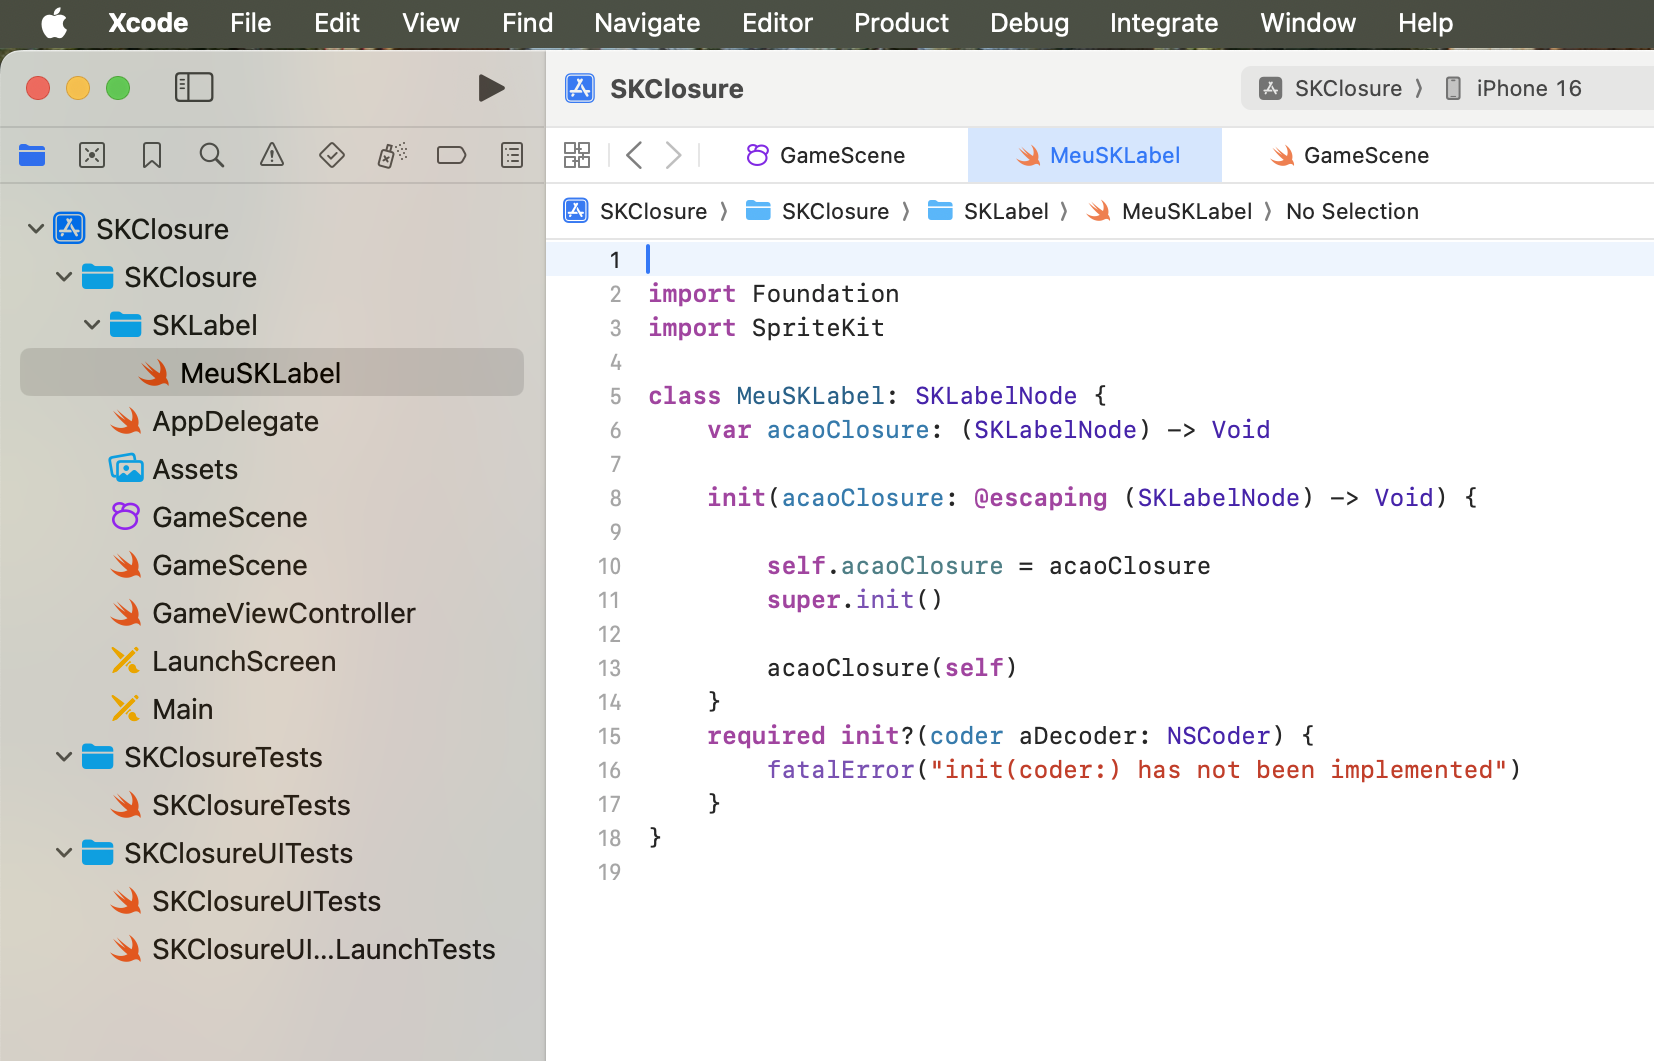 Xcode File Edit View Find Navigate Editor Product Debug Integrate Window Help
SKClosure
SKClosure 〉 iPhone 16
GameScene
MeuSKLabel
GameScene
SKClosure 〉 SKClosure 〉 SKLabel 〉 MeuSKLabel 〉 No Selection
SKClosure
SKClosure
SKLabel
MeuSKLabel
AppDelegate
Assets
GameScene
GameScene
GameViewController
LaunchScreen
Main
SKClosureTests
SKClosureTests
SKClosureUITests
SKClosureUITests
SKClosureUI...LaunchTests
1
2 import Foundation
3 import SpriteKit
4
5 class MeuSKLabel: SKLabelNode {
6 var acaoClosure: (SKLabelNode) -> Void
7
8 init(acaoClosure: @escaping (SKLabelNode) -> Void) {
9
10 self.acaoClosure = acaoClosure
11 super.init()
12
13 acaoClosure(self)
14 }
15 required init?(coder aDecoder: NSCoder) {
16 fatalError("init(coder:) has not been implemented")
17 }
18 }
19